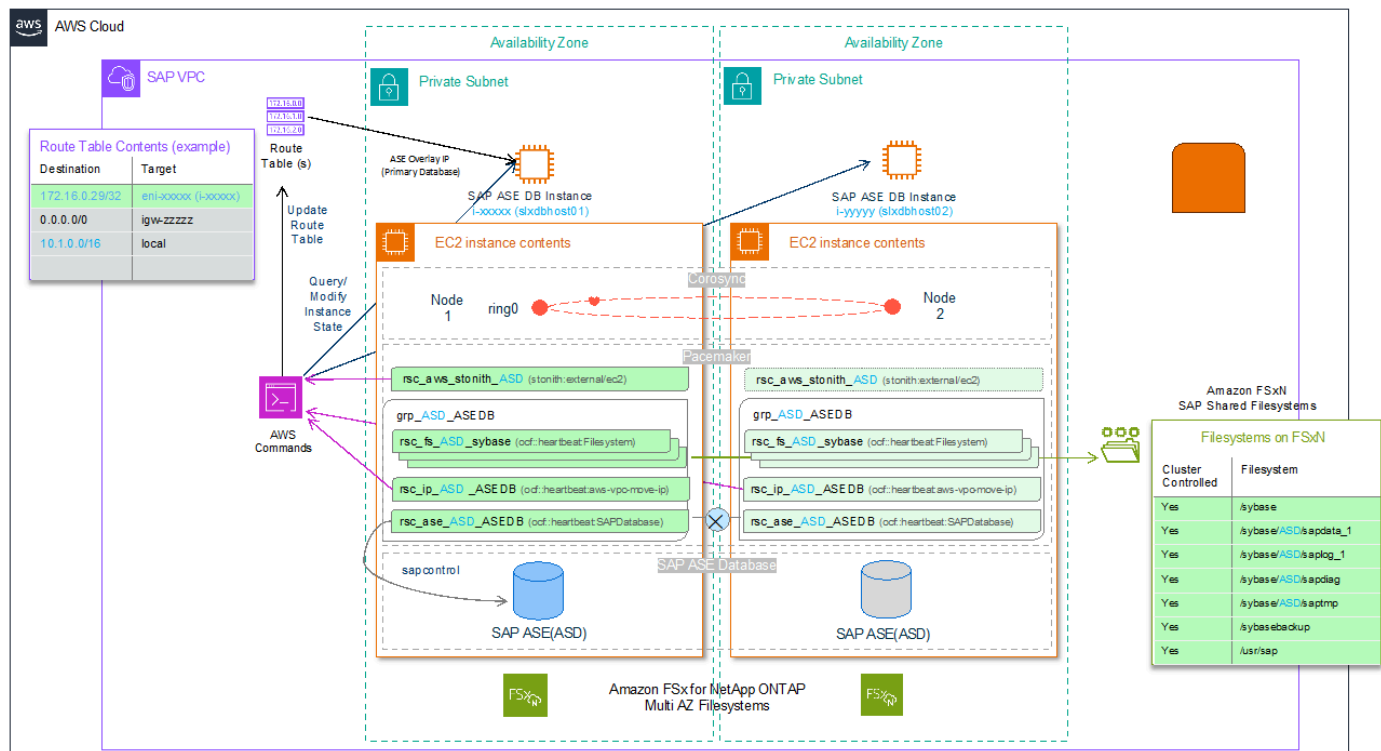 aws
AWS Cloud
Availability Zone
Availability Zone
SAP VPC
Private Subnet
Private Subnet
172.16.0.0
172.16.1.0
172.16.2.0
Route
Table (s)
ASE Overlay IP
(Primary Database)
Route Table Contents (example)
Destination Target
172.16.0.29/32 eni-xxxxx (i-xxxxx)
0.0.0.0/0 igw-zzzzz
10.1.0.0/16 local
Update
Route
Table
SAP ASE DB Instance
i-xxxxx (slxdbhost01)
SAP ASE DB Instance
i-yyyyy (slxdbhost02)
EC2 instance contents
EC2 instance contents
Query/
Modify
Instance
State
Corosync
Node
1
ring0
Node
2
Pacemaker
AWS
Commands
rsc_aws_stonith_ASD (stonith:external/ec2)
grp_ASD_ASEDB
rsc_fs_ASD_sybase (ocf::heartbeat:Filesystem)
rsc_ip_ASD _ASEDB (ocf::heartbeat:aws-vpc-move-ip)
rsc_ase_ASD_ASEDB (ocf::heartbeat:SAPDatabase)
rsc_aws_stonith_ASD (stonith:external/ec2)
grp_ASD_ASEDB
rsc_fs_ASD_sybase (ocf::heartbeat:Filesystem)
rsc_ip_ASD_ASEDB (ocf::heartbeat:aws-vpc-move-ip)
rsc_ase_ASD_ASEDB (ocf::heartbeat:SAPDatabase)
SAP ASE Database
sapcontrol
SAP ASE(ASD)
SAP ASE(ASD)
Amazon FSxN
SAP Shared Filesystems
Filesystems on FSxN
Cluster
Controlled
Filesystem
Yes /sybase
Yes /sybase/ASD/sapdata_1
Yes /sybase/ASD/saplog_1
Yes /sybase/ASD/sapdiag
Yes /sybase/ASD/saptmp
Yes /sybasebackup
Yes /usr/sap
FSx
N
Amazon FSx for NetApp ONTAP
Multi AZ Filesystems
FSx
N